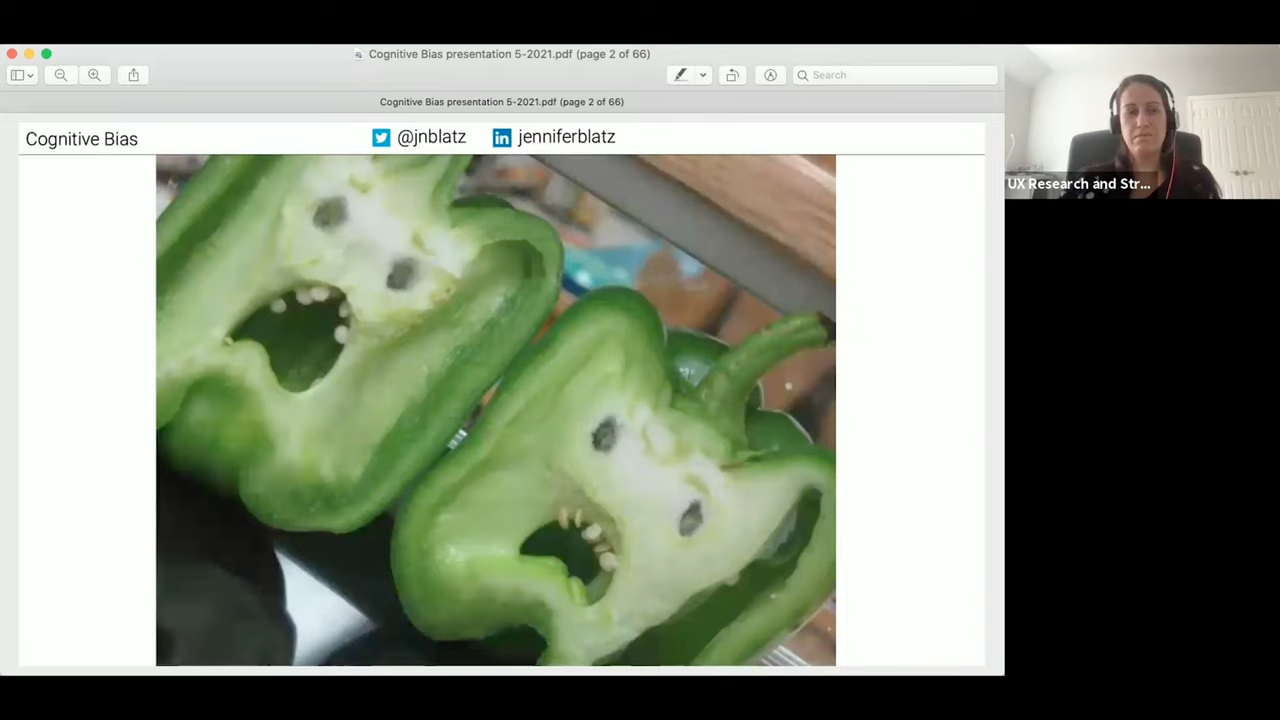 Cognitive Bias presentation 5-2021.pdf (page 2 of 66)
Search
Cognitive Bias presentation 5-2021.pdf (page 2 of 66)
Cognitive Bias
@jnblatz
in jenniferblatz
UX Research and Str...